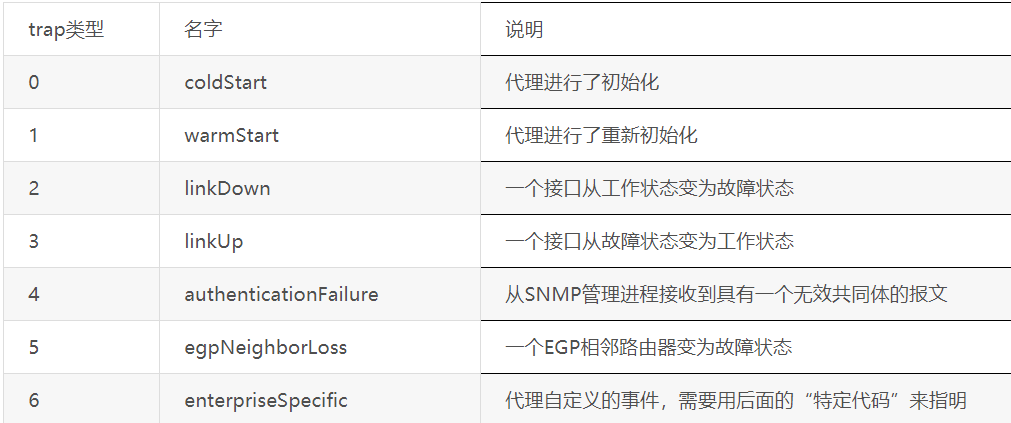 trap类型 名字 说明
0 coldStart 代理进行了初始化
1 warmStart 代理进行了重新初始化
2 linkDown 一个接口从工作状态变为故障状态
3 linkUp 一个接口从故障状态变为工作状态
4 authenticationFailure 从SNMP管理进程接收到具有一个无效共同体的报文
5 egpNeighborLoss 一个EGP相邻路由器变为故障状态
6 enterpriseSpecific 代理自定义的事件，需要用后面的“特定代码”来指明